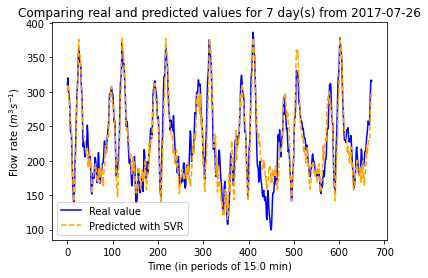 Comparing real and predicted values for 7 day(s) from 2017-07-26
400
350
300
250
200
150
100
Flow rate (m³s⁻¹)
Real value
Predicted with SVR
0 100 200 300 400 500 600 700
Time (in periods of 15.0 min)